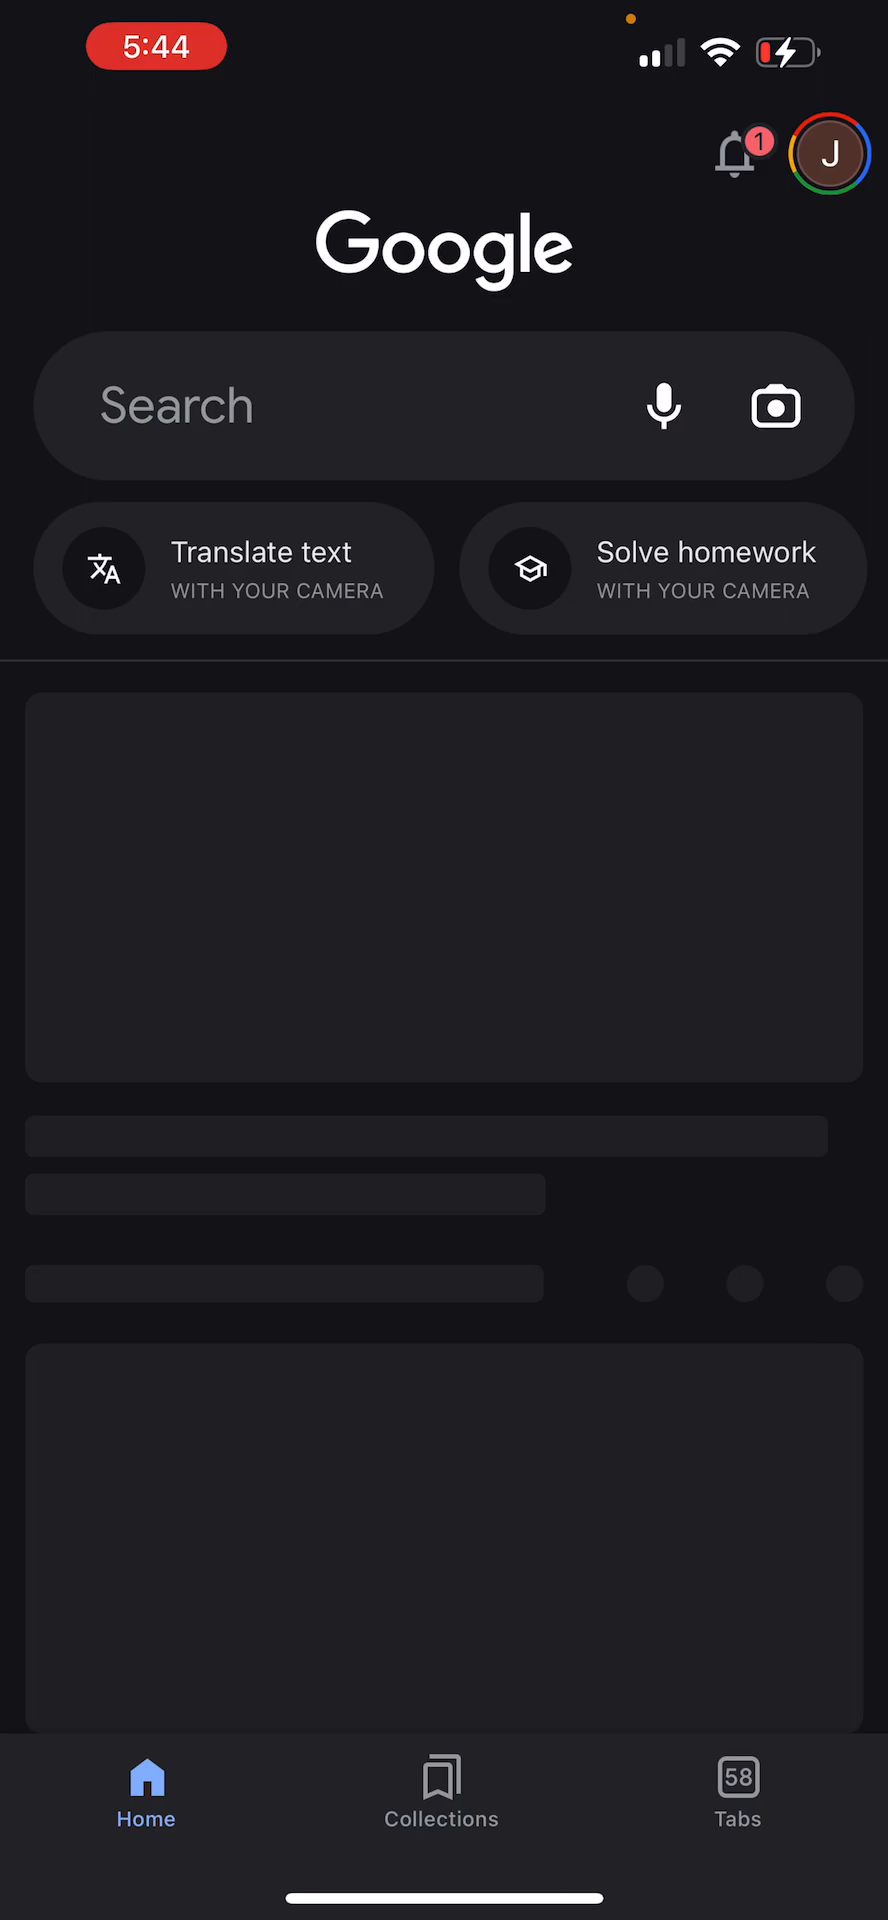 5:44
1
J
Google
Search
Translate text
WITH YOUR CAMERA
Solve homework
WITH YOUR CAMERA
58
Home
Collections
Tabs